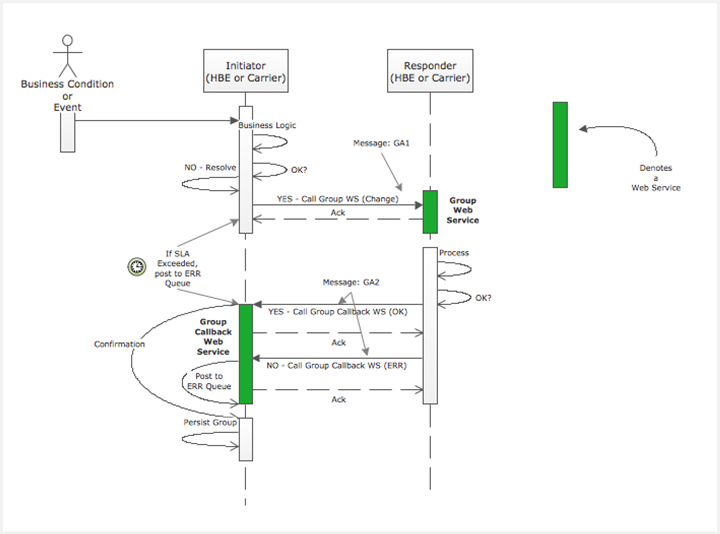 Business Condition
or
Event
Initiator
(HBE or Carrier)
Responder
(HBE or Carrier)
Business Logic
NO - Resolve
OK?
Message: GA1
YES - Call Group WS (Change)
Ack
Group
Web
Service
Denotes
a
Web Service
If SLA
Exceeded,
post to ERR
Queue
Process
OK?
Message: GA2
YES - Call Group Callback WS (OK)
Group
Callback
Web
Service
Ack
Confirmation
NO - Call Group Callback WS (ERR)
Post to
ERR Queue
Ack
Persist Group